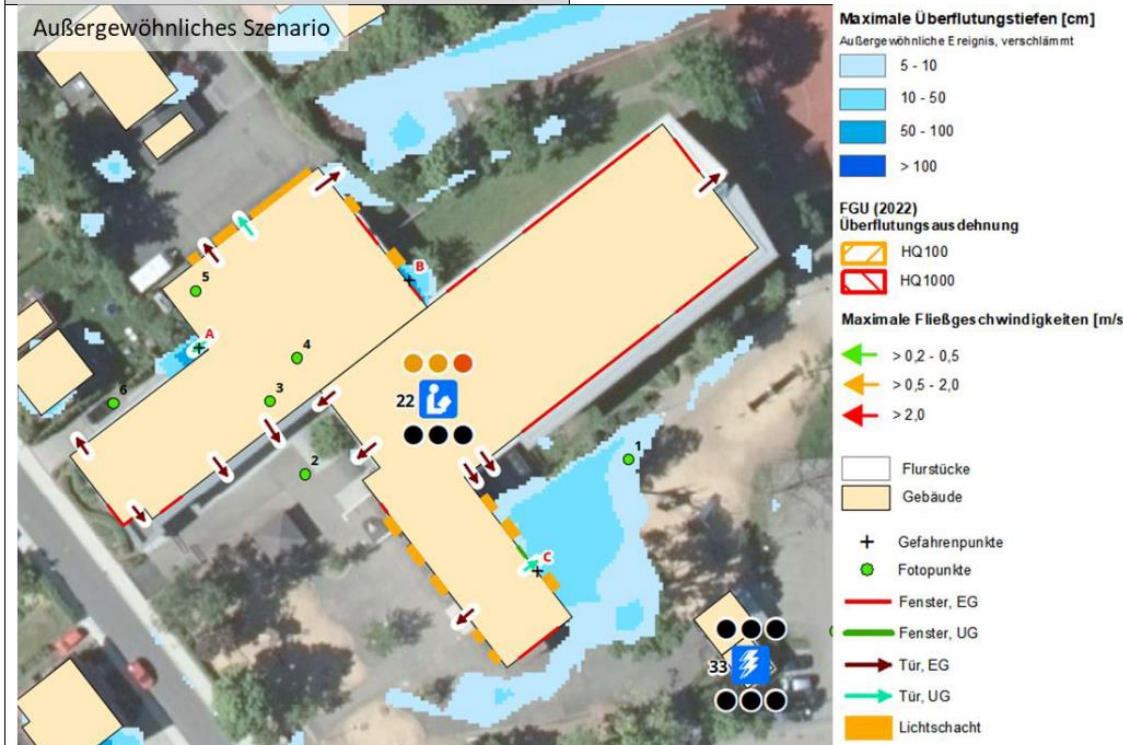 Außergewöhnliches Szenario
5
A
B
4
3
6
22
2
1
C
33
Maximale Überflutungstiefen [cm]
Außergewöhnliche Ereignis, verschlämmt
5 - 10
10 - 50
50 - 100
> 100
FGU (2022)
Überflutungsausdehnung
HQ100
HQ1000
Maximale Fließgeschwindigkeiten [m/s
> 0,2 - 0,5
> 0,5 - 2,0
> 2,0
Flurstücke
Gebäude
Gefahrenpunkte
Fotopunkte
Fenster, EG
Fenster, UG
Tür, EG
Tür, UG
Lichtschacht